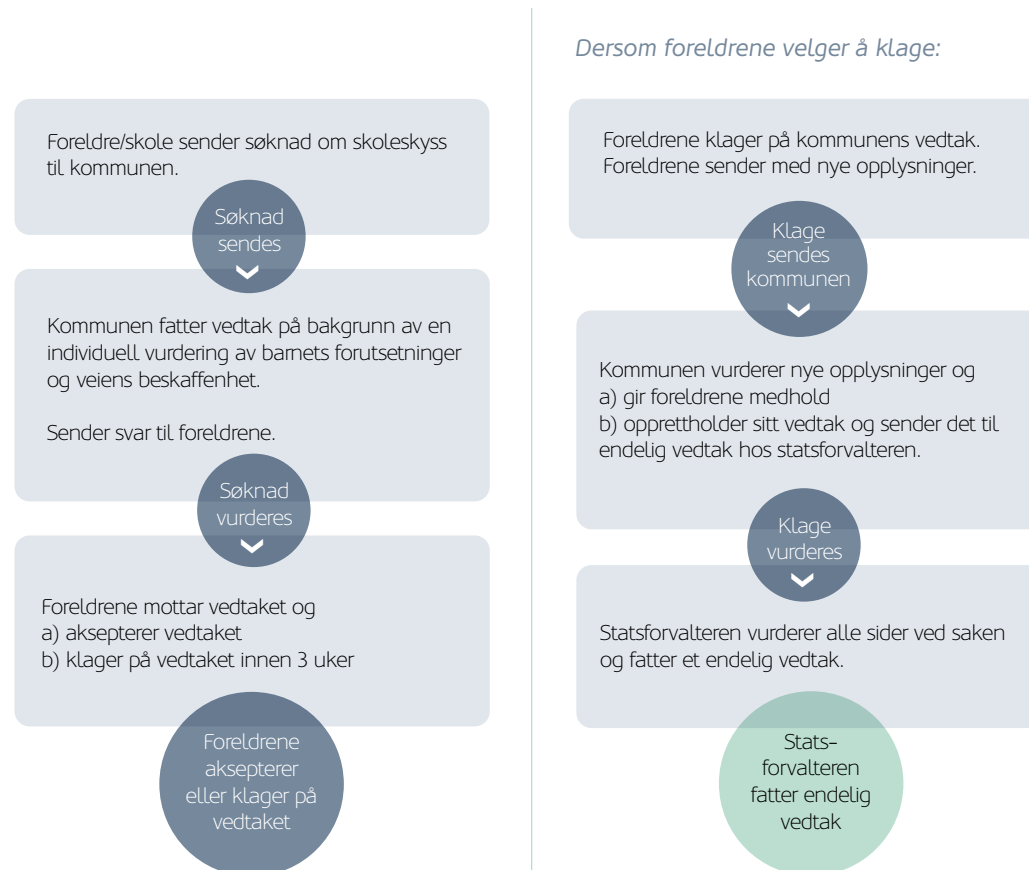 Foreldre/skole sender søknad om skoleskyss
til kommunen.
Søknad
sendes
Kommunen fatter vedtak på bakgrunn av en
individuell vurdering av barnets forutsetninger
og veiens beskaffenhet.
Sender svar til foreldrene.
Søknad
vurderes
Foreldrene mottar vedtaket og
a) aksepterer vedtaket
b) klager på vedtaket innen 3 uker
Foreldrene
aksepterer
eller klager på
vedtaket
Dersom foreldrene velger å klage:
Foreldrene klager på kommunens vedtak.
Foreldrene sender med nye opplysninger.
Klage
sendes
kommunen
Kommunen vurderer nye opplysninger og
a) gir foreldrene medhold
b) opprettholder sitt vedtak og sender det til
endelig vedtak hos statsforvalteren.
Klage
vurderes
Statsforvalteren vurderer alle sider ved saken
og fatter et endelig vedtak.
Stats-
forvalteren
fatter endelig
vedtak